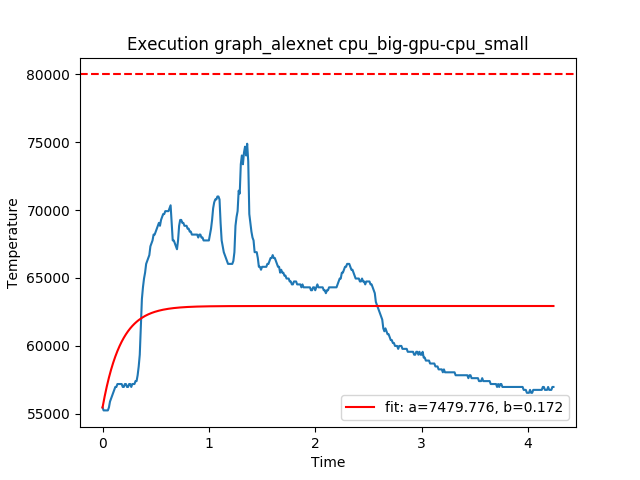 Execution graph_alexnet cpu_big-gpu-cpu_small
Temperature
80000
75000
70000
65000
60000
55000
fit: a=7479.776, b=0.172
0 1 2 3 4
Time